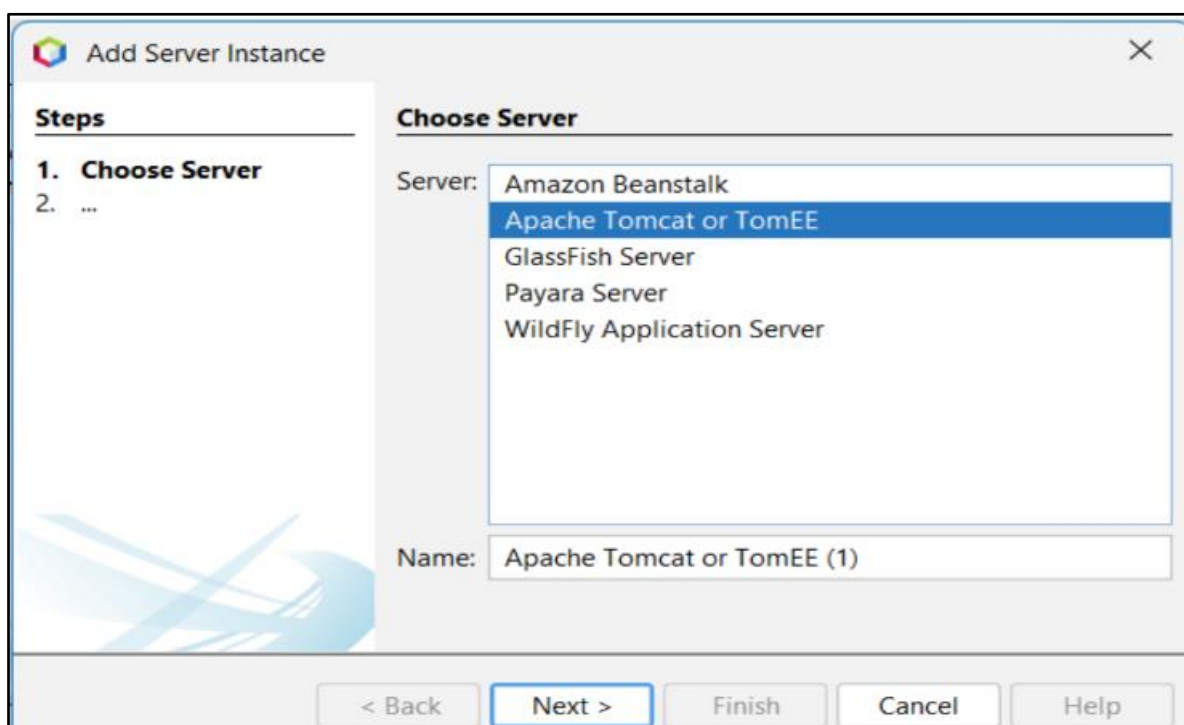 Add Server Instance
Steps
1. Choose Server
2. ...
Choose Server
Server:
Amazon Beanstalk
Apache Tomcat or TomEE
GlassFish Server
Payara Server
WildFly Application Server
Name: Apache Tomcat or TomEE (1)
< Back Next > Finish Cancel Help